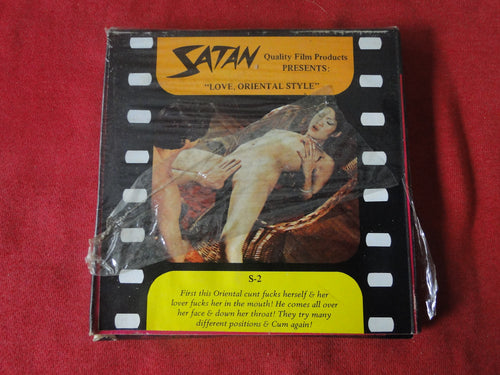 SATAN
Quality Film Products
PRESENTS:
"LOVE, ORIENTAL STYLE"
S-2
First this Oriental cunt fucks herself & her
lover fucks her in the mouth! He comes all over
her face & down her throat! They try many
different positions & Cum again!